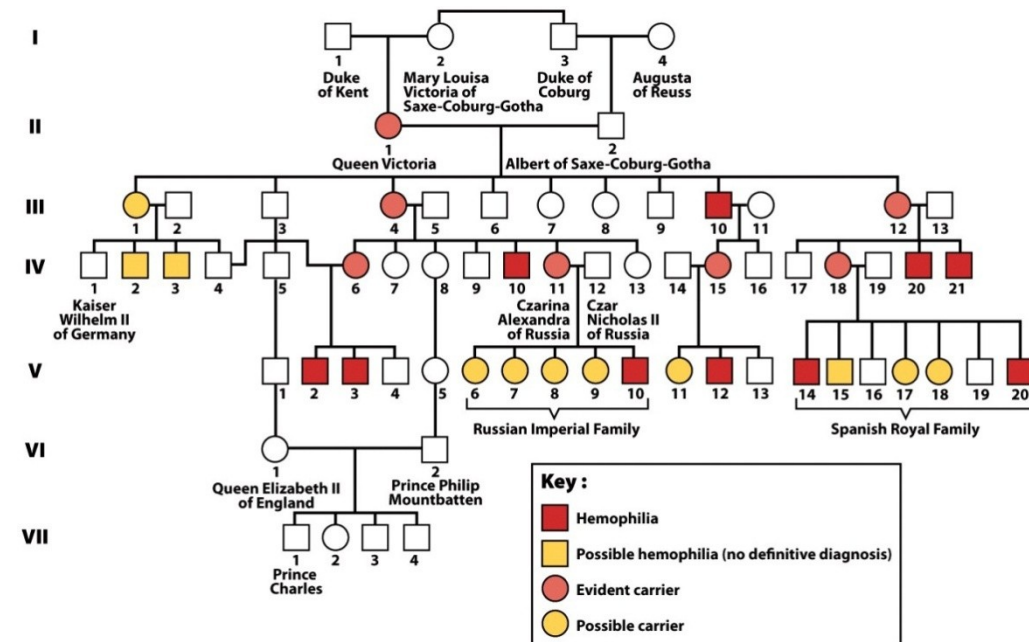 I
1
2
3
4
Duke
of Kent
Mary Louisa
Victoria of
Saxe-Coburg-Gotha
Duke of
Coburg
Augusta
of Reuss
II
1
2
Queen Victoria
Albert of Saxe-Coburg-Gotha
III
1
2
3
4
5
6
7
8
9
10
11
12
13
IV
1
2
3
4
5
6
7
8
9
10
11
12
13
14
15
16
17
18
19
20
21
Kaiser
Wilhelm II
of Germany
Czarina
Alexandra
of Russia
Czar
Nicholas II
of Russia
V
1
2
3
4
5
6
7
8
9
10
11
12
13
14
15
16
17
18
19
20
Russian Imperial Family
Spanish Royal Family
VI
1
2
Queen Elizabeth II
of England
Prince Philip
Mountbatten
VII
1
2
3
4
Prince
Charles
Key :
Hemophilia
Possible hemophilia (no definitive diagnosis)
Evident carrier
Possible carrier